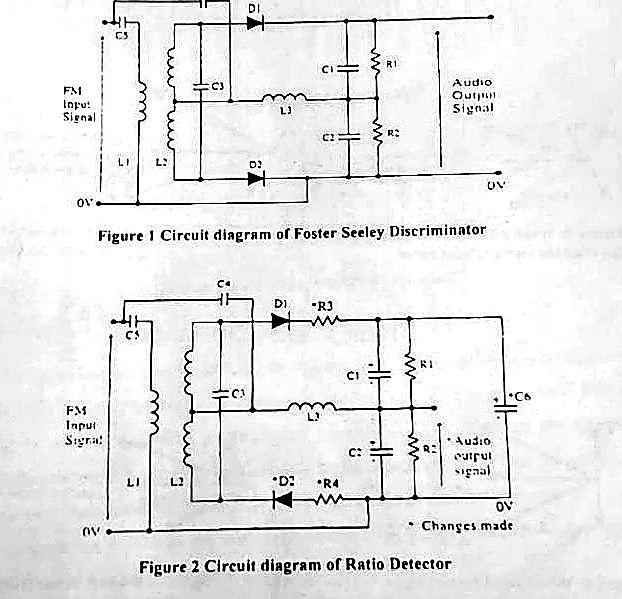 D1
C5
C1
R1
FM
Input
Signal
C3
L3
Audio
Output
Signal
C2
R2
L1
L2
D2
0V
0V
Figure 1 Circuit diagram of Foster Seeley Discriminator
C4
D1
*R3
C5
C1
R1
C3
*C6
FM
Input
Signal
L3
C2
R2
* Audio
output
signal
L1
L2
*D2
*R4
0V
0V
* Changes made
Figure 2 Circuit diagram of Ratio Detector